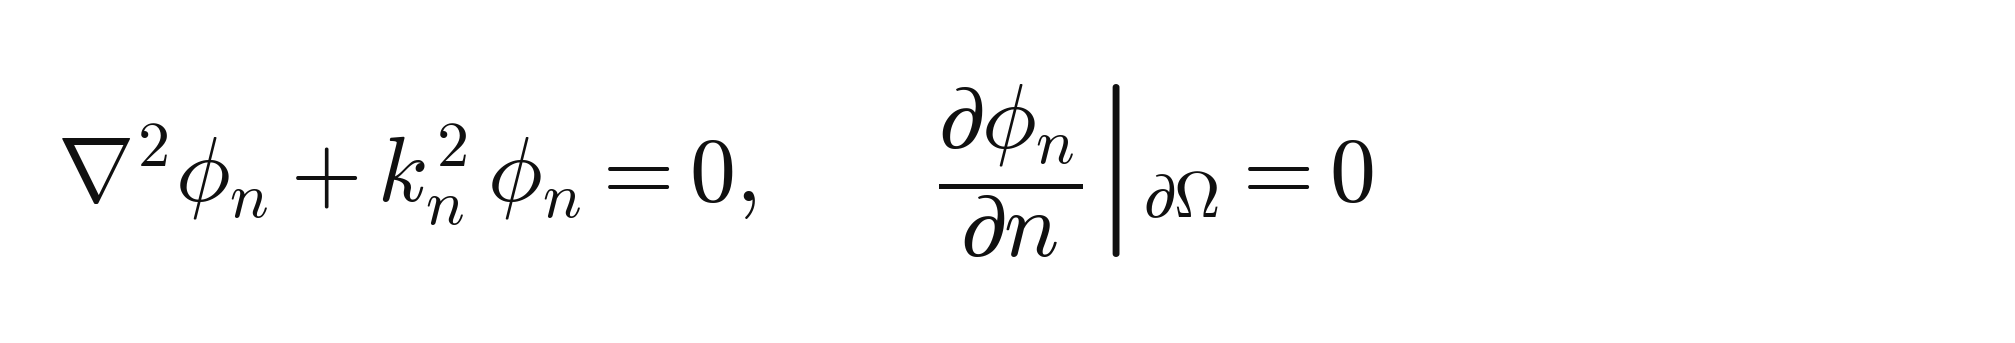 ∇²ϕₙ + kₙ² ϕₙ = 0,  ∂ϕₙ/∂n |_∂Ω = 0